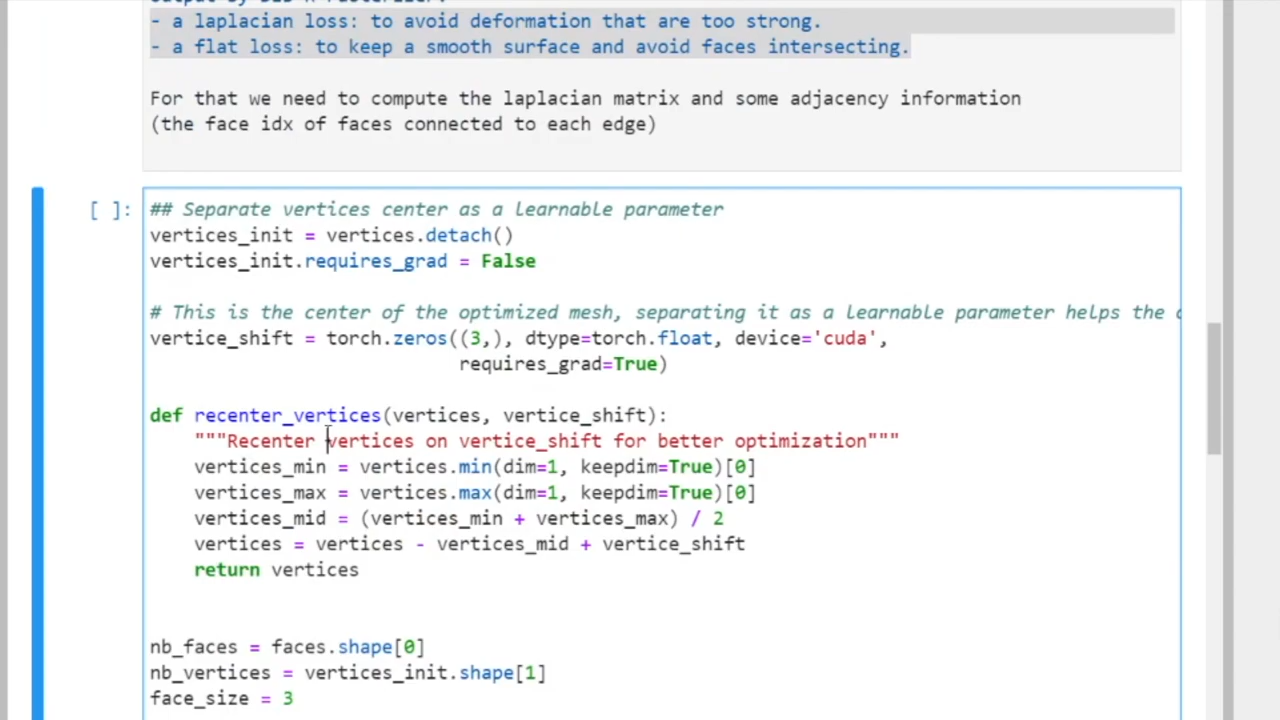 - a laplacian loss: to avoid deformation that are too strong.
- a flat loss: to keep a smooth surface and avoid faces intersecting.
For that we need to compute the laplacian matrix and some adjacency information
(the face idx of faces connected to each edge)
[ ]:
## Separate vertices center as a learnable parameter
vertices_init = vertices.detach()
vertices_init.requires_grad = False
# This is the center of the optimized mesh, separating it as a learnable parameter helps the
vertice_shift = torch.zeros((3,), dtype=torch.float, device='cuda',
requires_grad=True)
def recenter_vertices(vertices, vertice_shift):
"""Recenter vertices on vertice_shift for better optimization"""
vertices_min = vertices.min(dim=1, keepdim=True)[0]
vertices_max = vertices.max(dim=1, keepdim=True)[0]
vertices_mid = (vertices_min + vertices_max) / 2
vertices = vertices - vertices_mid + vertice_shift
return vertices
nb_faces = faces.shape[0]
nb_vertices = vertices_init.shape[1]
face_size = 3